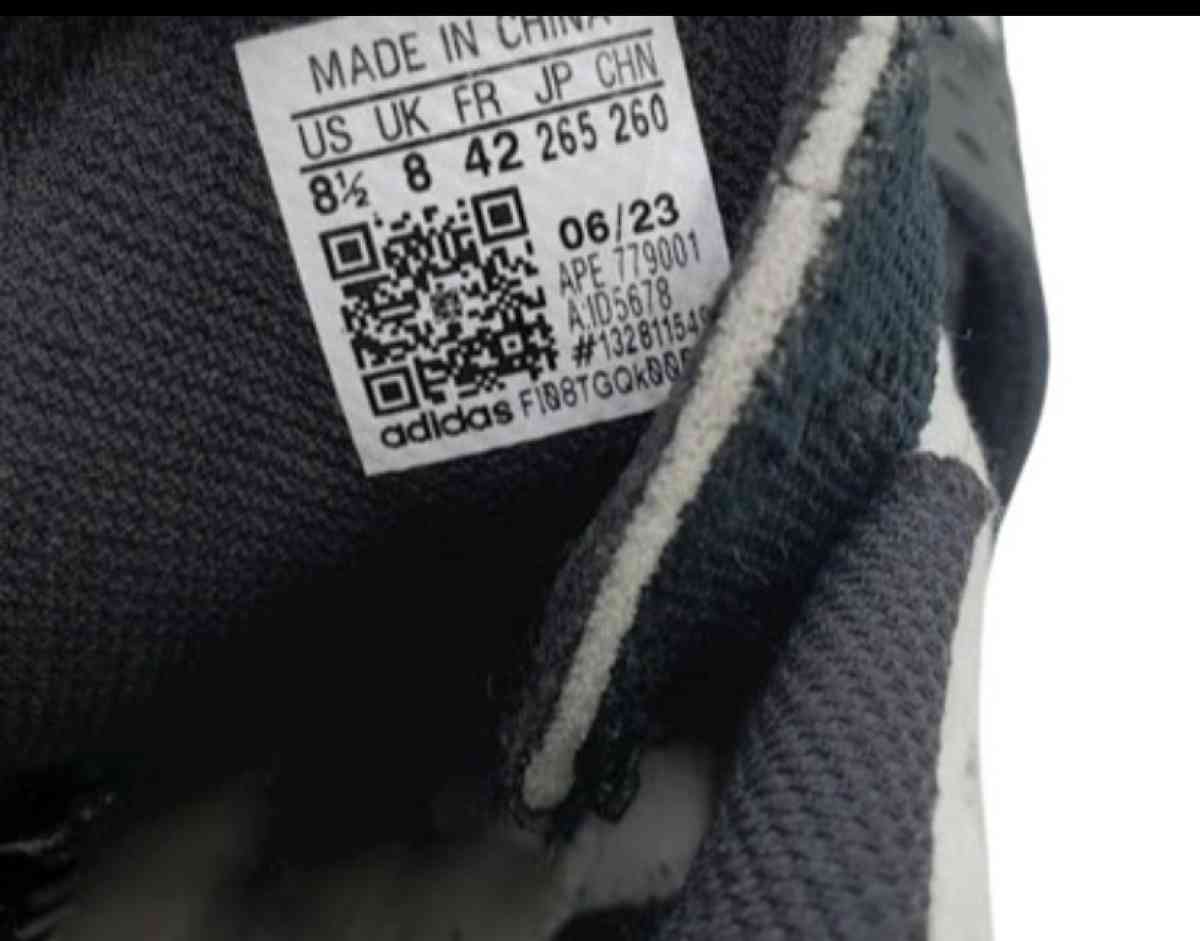 MADE IN CHINA
US UK FR JP CHN
8½ 8 42 265 260
06/23
APE 779001
A:ID5678
adidas